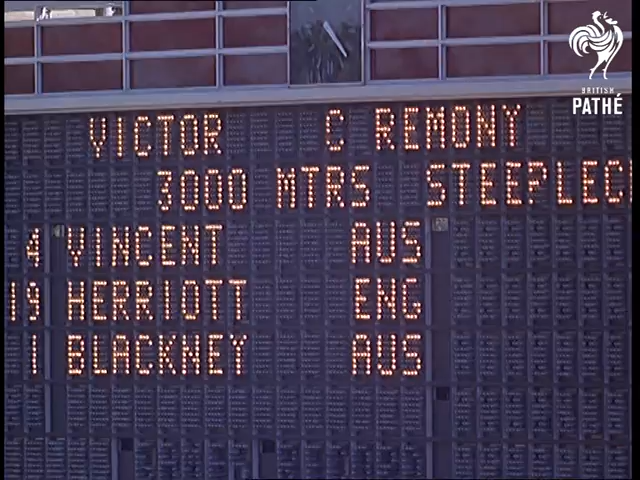 BRITISH
PATHÉ
VICTOR C REMONY
3000 MTRS STEEPLEC
4 VINCENT AUS
19 HERRIOTT ENG
1 BLACKNEY AUS